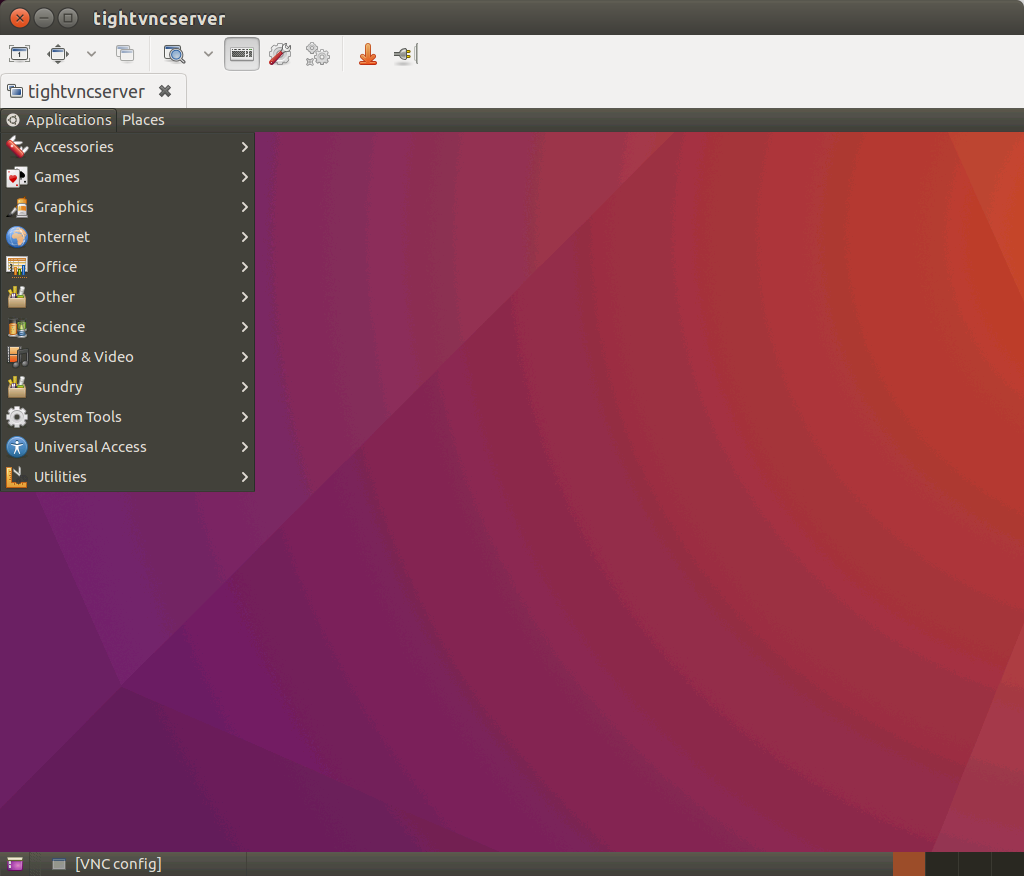 tightvncserver
1
tightvncserver
Applications Places
Accessories
Games
Graphics
Internet
Office
Other
Science
Sound & Video
Sundry
System Tools
Universal Access
Utilities
[VNC config]